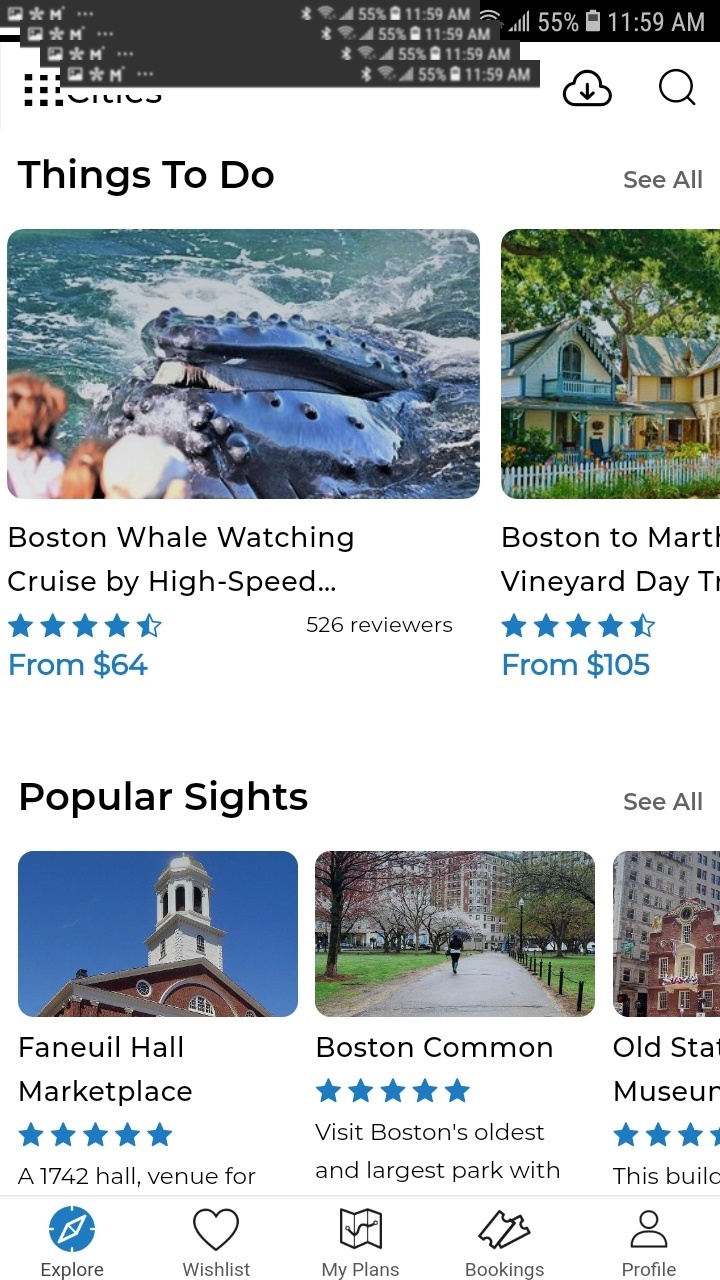 M ... 55% 11:59 AM
M ... 55% 11:59 AM
M ... 55% 11:59 AM
M ... 55% 11:59 AM
55% 11:59 AM
Cities
Things To Do
See All
Boston Whale Watching
Cruise by High-Speed...
526 reviewers
From $64
Boston to Marth
Vineyard Day Tr
From $105
Popular Sights
See All
Faneuil Hall
Marketplace
A 1742 hall, venue for
Boston Common
Visit Boston's oldest
and largest park with
Old Stat
Museum
This build
Explore
Wishlist
My Plans
Bookings
Profile